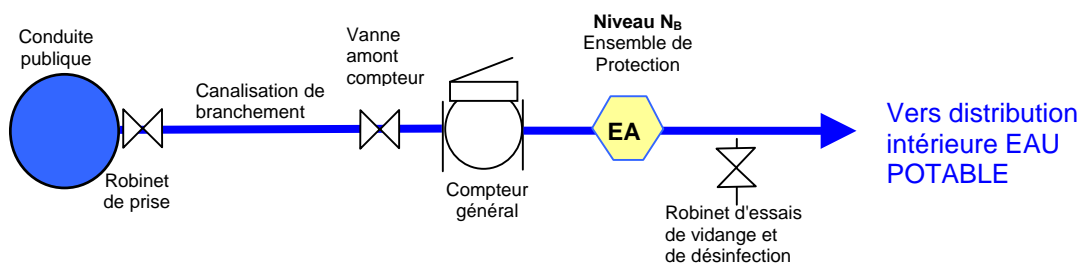 Conduite
publique
Robinet
de prise
Canalisation de
branchement
Vanne
amont
compteur
Compteur
général
Niveau NB
Ensemble de
Protection
EA
Robinet d'essais
de vidange et
de désinfection
Vers distribution
intérieure EAU
POTABLE